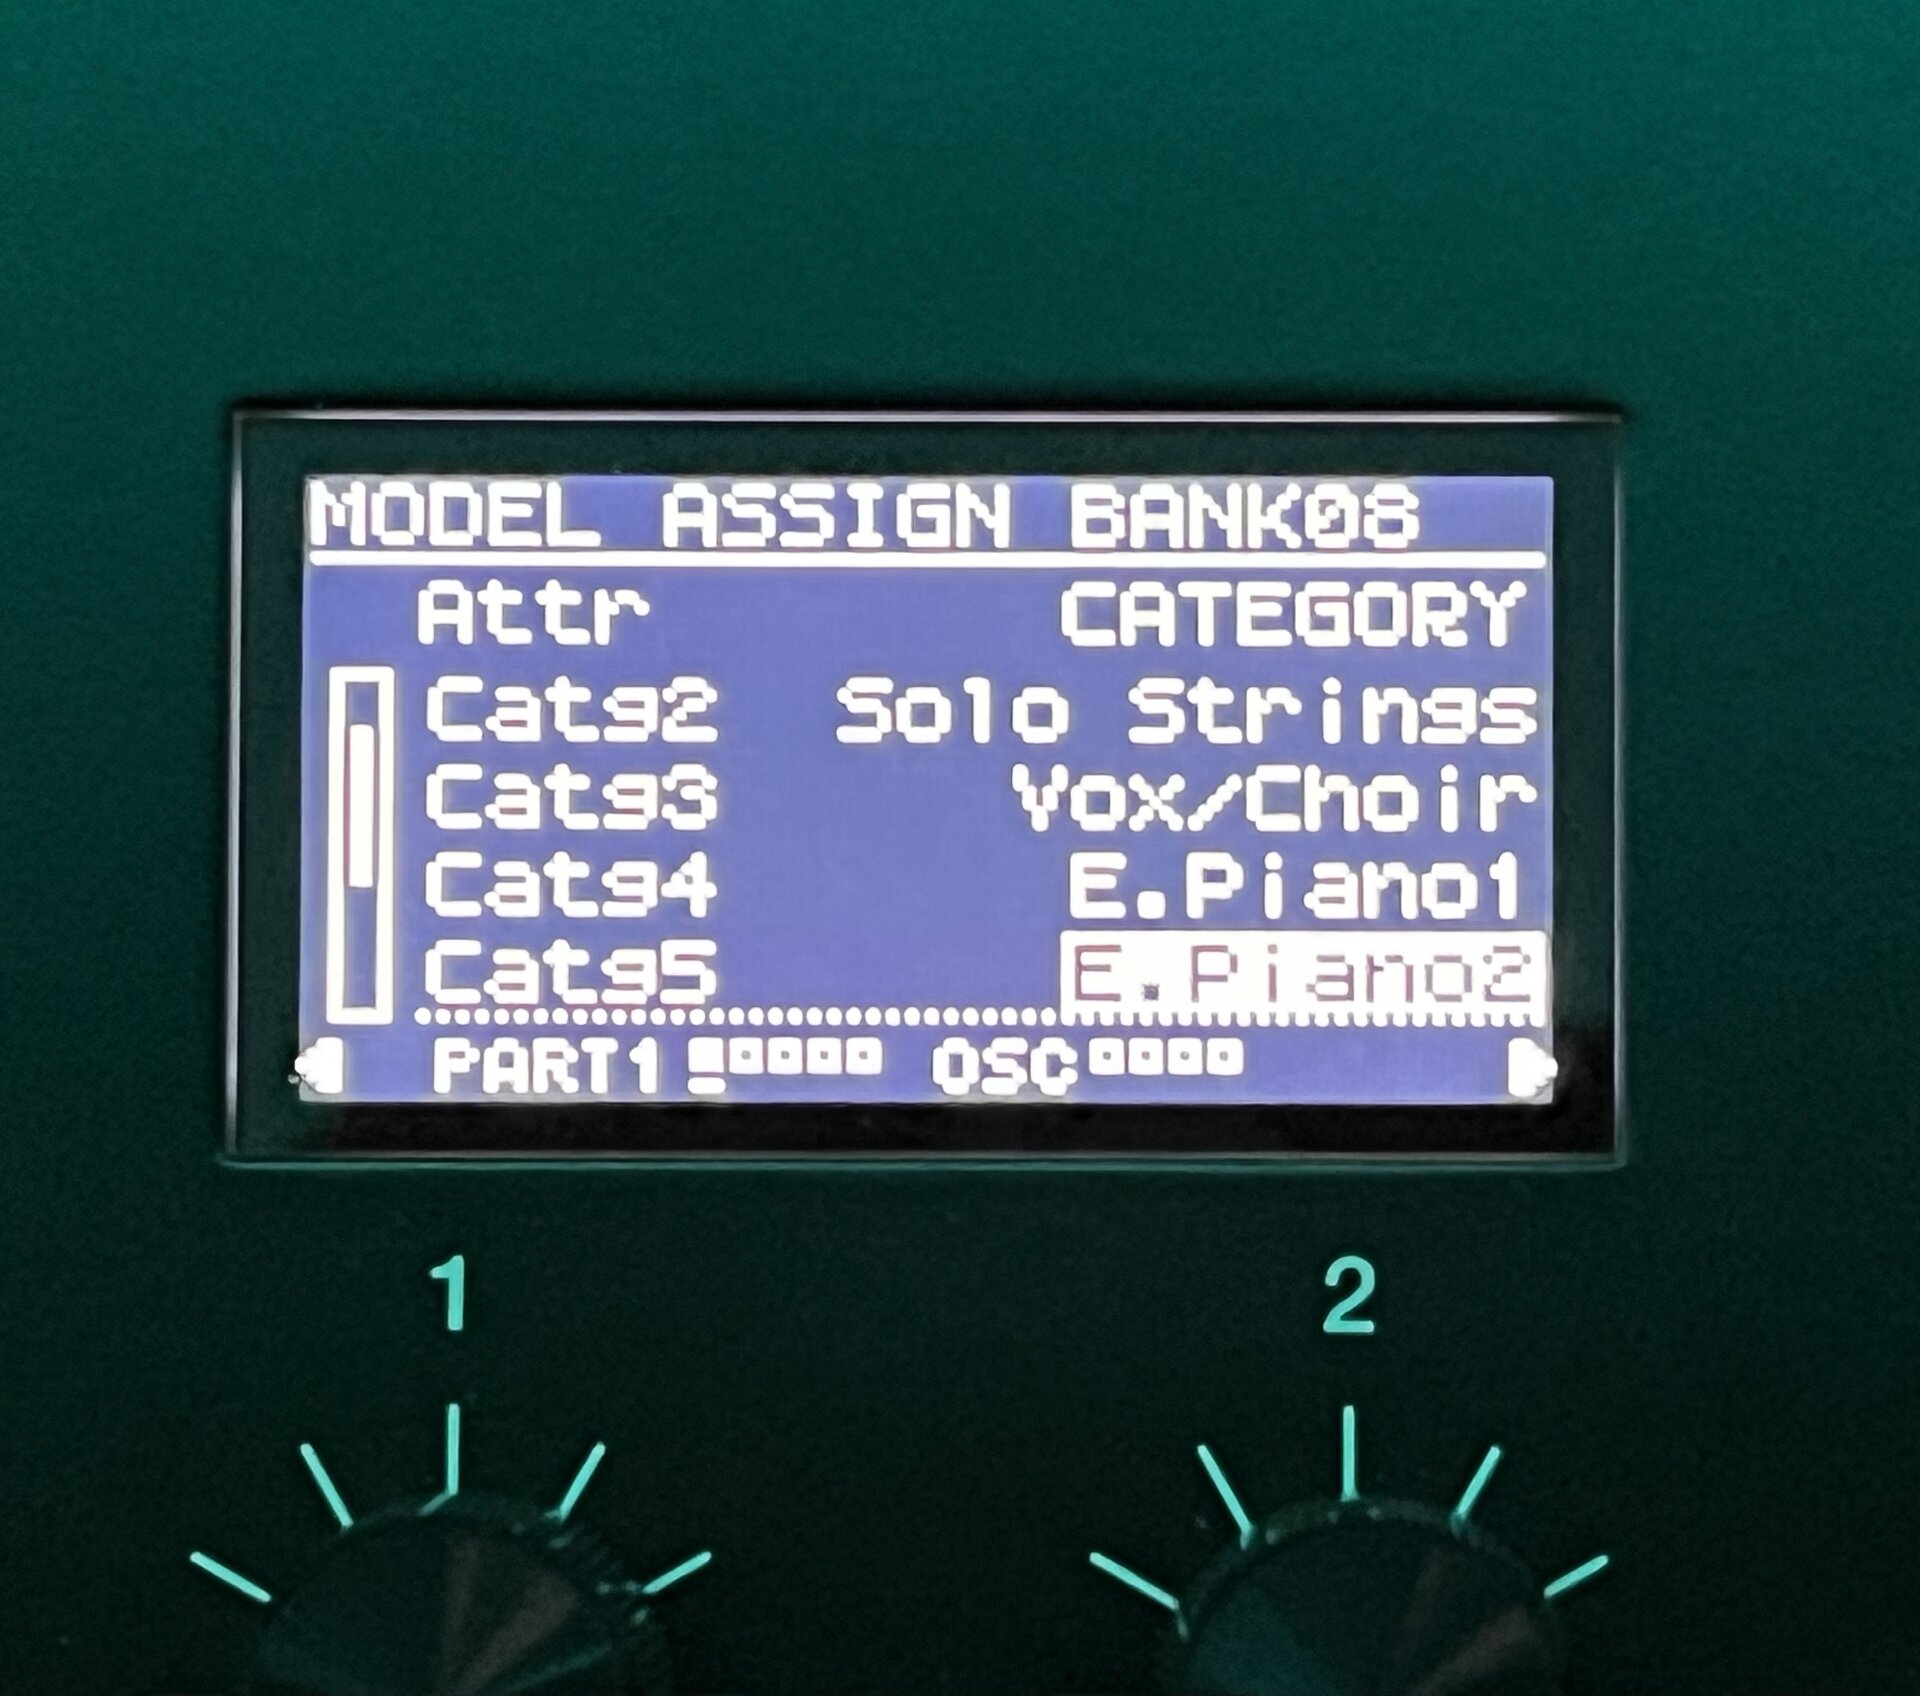 MODEL ASSIGN BANK08
Attr CATEGORY
Catg2 Solo Strings
Catg3 Vox/Choir
Catg4 E.Piano1
Catg5 E.Piano2
PART1 OSC
1 2